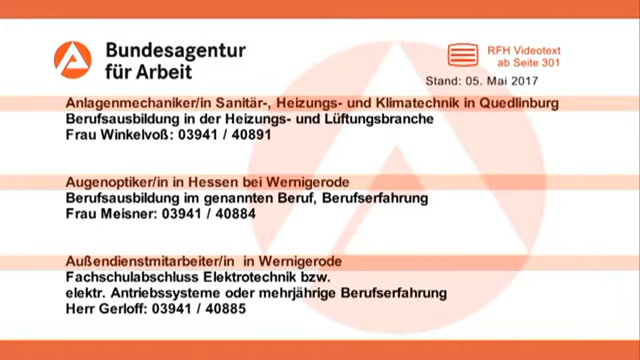 Bundesagentur
für Arbeit
RFH Videotext
ab Seite 301
Stand: 05. Mai 2017
Anlagenmechaniker/in Sanitär-, Heizungs- und Klimatechnik in Quedlinburg
Berufsausbildung in der Heizungs- und Lüftungsbranche
Frau Winkelvoß: 03941 / 40891
Augenoptiker/in in Hessen bei Wernigerode
Berufsausbildung im genannten Beruf, Berufserfahrung
Frau Meisner: 03941 / 40884
Außendienstmitarbeiter/in in Wernigerode
Fachschulabschluss Elektrotechnik bzw.
elektr. Antriebssysteme oder mehrjährige Berufserfahrung
Herr Gerloff: 03941 / 40885